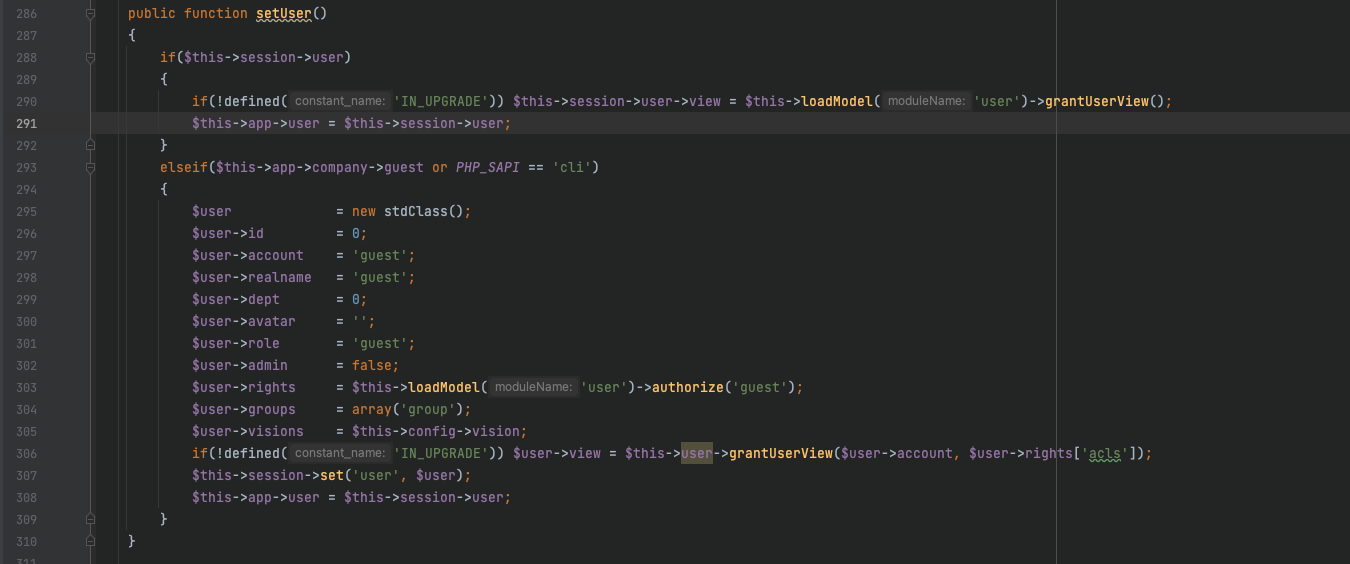 286 public function setUser()
287 {
288 if($this->session->user)
289 {
290 if(!defined( constant_name: 'IN_UPGRADE')) $this->session->user->view = $this->loadModel( moduleName: 'user')->grantUserView();
291 $this->app->user = $this->session->user;
292 }
293 elseif($this->app->company->guest or PHP_SAPI == 'cli')
294 {
295 $user = new stdClass();
296 $user->id = 0;
297 $user->account = 'guest';
298 $user->realname = 'guest';
299 $user->dept = 0;
300 $user->avatar = '';
301 $user->role = 'guest';
302 $user->admin = false;
303 $user->rights = $this->loadModel( moduleName: 'user')->authorize('guest');
304 $user->groups = array('group');
305 $user->visions = $this->config->vision;
306 if(!defined( constant_name: 'IN_UPGRADE')) $user->view = $this->user->grantUserView($user->account, $user->rights['acls']);
307 $this->session->set('user', $user);
308 $this->app->user = $this->session->user;
309 }
310 }
311